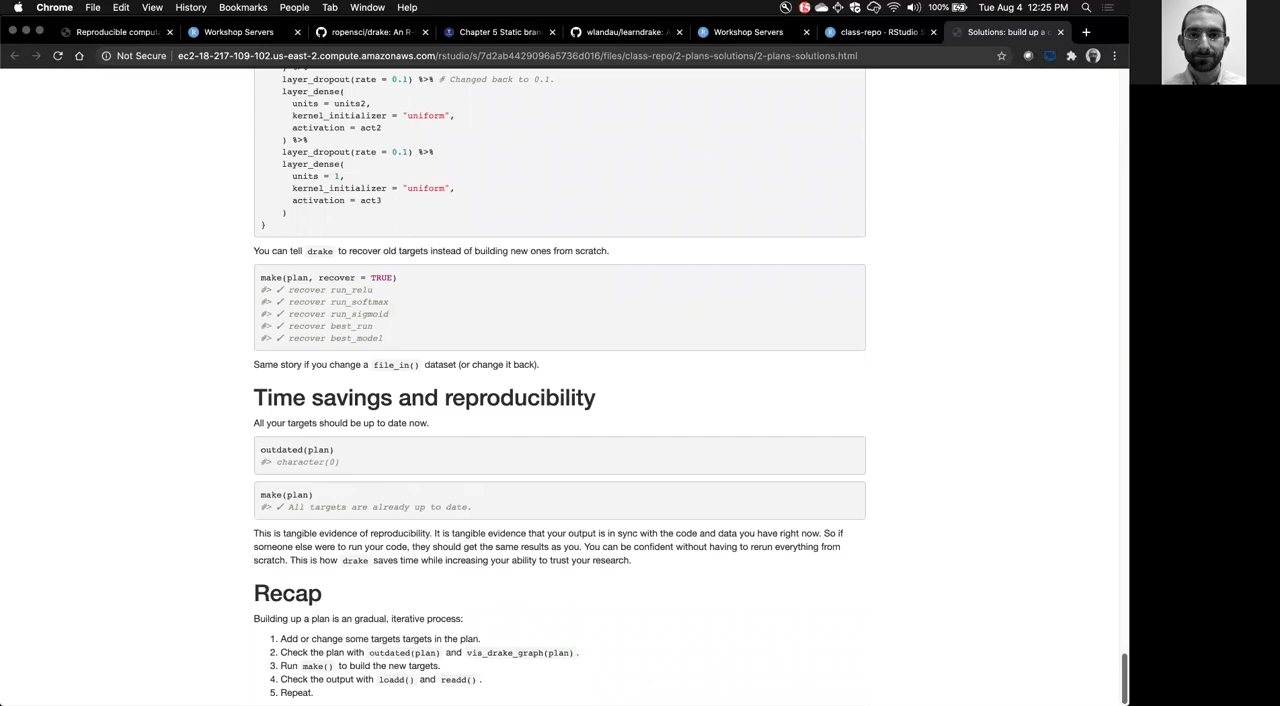 Chrome File Edit View History Bookmarks People Tab Window Help 100% Tue Aug 4 12:25 PM
Reproducible comput Workshop Servers ropensci/drake: An R-S Chapter 5 Static bran wlandau/learndrake: A Workshop Servers class-repo - RStudio S Solutions: build up a d
Not Secure ec2-18-217-109-102.us-east-2.compute.amazonaws.com/rstudio/s/7d2ab4429096a5736d016/files/class-repo/2-plans-solutions/2-plans-solutions.html
layer_dropout(rate = 0.1) %>% # Changed back to 0.1.
layer_dense(
units = units2,
kernel_initializer = "uniform",
activation = act2
) %>%
layer_dropout(rate = 0.1) %>%
layer_dense(
units = 1,
kernel_initializer = "uniform",
activation = act3
)
}
You can tell drake to recover old targets instead of building new ones from scratch.
make(plan, recover = TRUE)
#> ✓ recover run_relu
#> ✓ recover run_softmax
#> ✓ recover run_sigmoid
#> ✓ recover best_run
#> ✓ recover best_model
Same story if you change a file_in() dataset (or change it back).
Time savings and reproducibility
All your targets should be up to date now.
outdated(plan)
#> character(0)
make(plan)
#> ✓ All targets are already up to date.
This is tangible evidence of reproducibility. It is tangible evidence that your output is in sync with the code and data you have right now. So if
someone else were to run your code, they should get the same results as you. You can be confident without having to rerun everything from
scratch. This is how drake saves time while increasing your ability to trust your research.
Recap
Building up a plan is an gradual, iterative process:
1. Add or change some targets targets in the plan.
2. Check the plan with outdated(plan) and vis_drake_graph(plan).
3. Run make() to build the new targets.
4. Check the output with loadd() and readd().
5. Repeat.